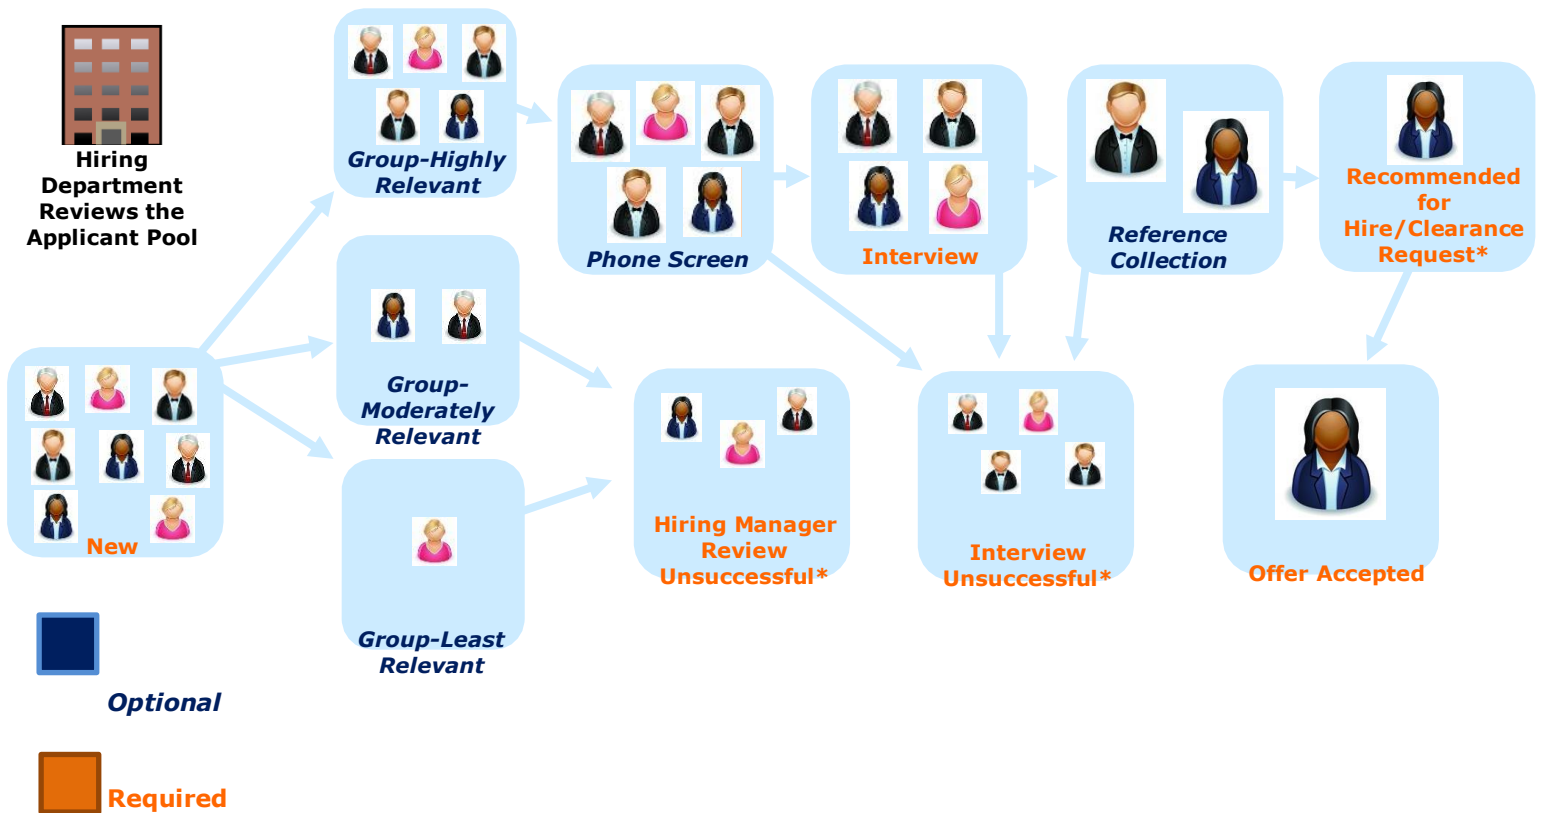 Hiring
Department
Reviews the
Applicant Pool
Group-Highly
Relevant
Phone Screen
Interview
Reference
Collection
Recommended
for
Hire/Clearance
Request*
New
Group-
Moderately
Relevant
Group-Least
Relevant
Hiring Manager
Review
Unsuccessful*
Interview
Unsuccessful*
Offer Accepted
Optional
Required